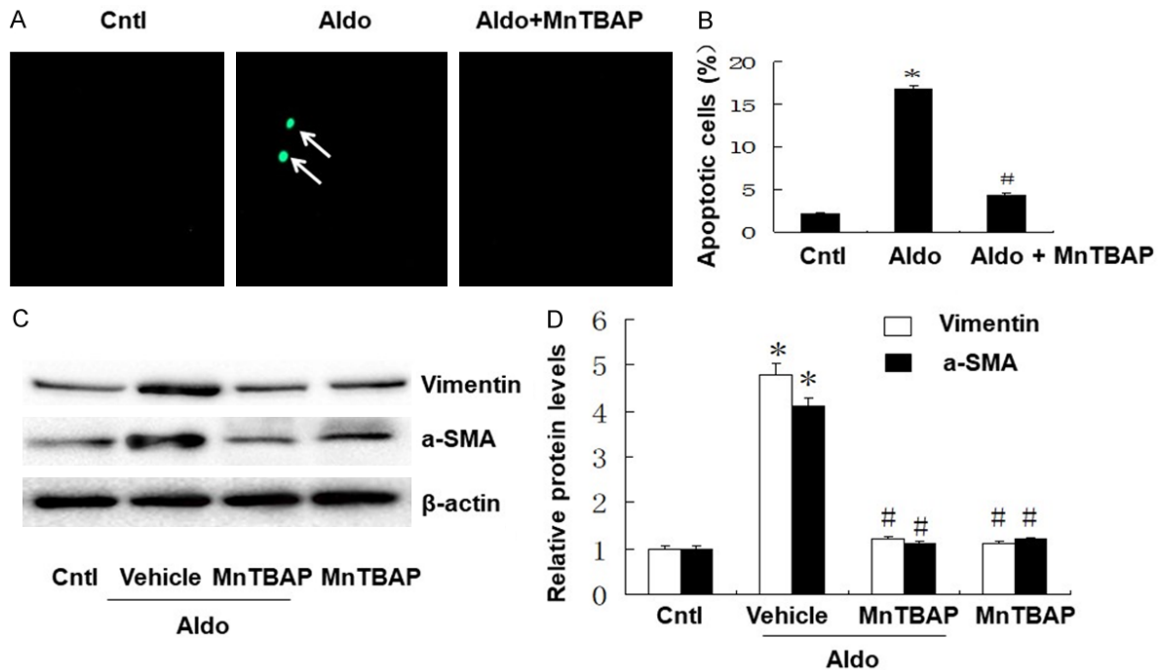 A
Cntl
Aldo
Aldo+MnTBAP
B
Apoptotic cells (%)
20
15
10
5
0
*
#
Cntl
Aldo
Aldo + MnTBAP
C
Vimentin
a-SMA
β-actin
Cntl
Vehicle
MnTBAP
MnTBAP
Aldo
D
Relative protein levels
6
5
4
3
2
1
0
Vimentin
a-SMA
*
*
#
#
#
#
Cntl
Vehicle
MnTBAP
MnTBAP
Aldo